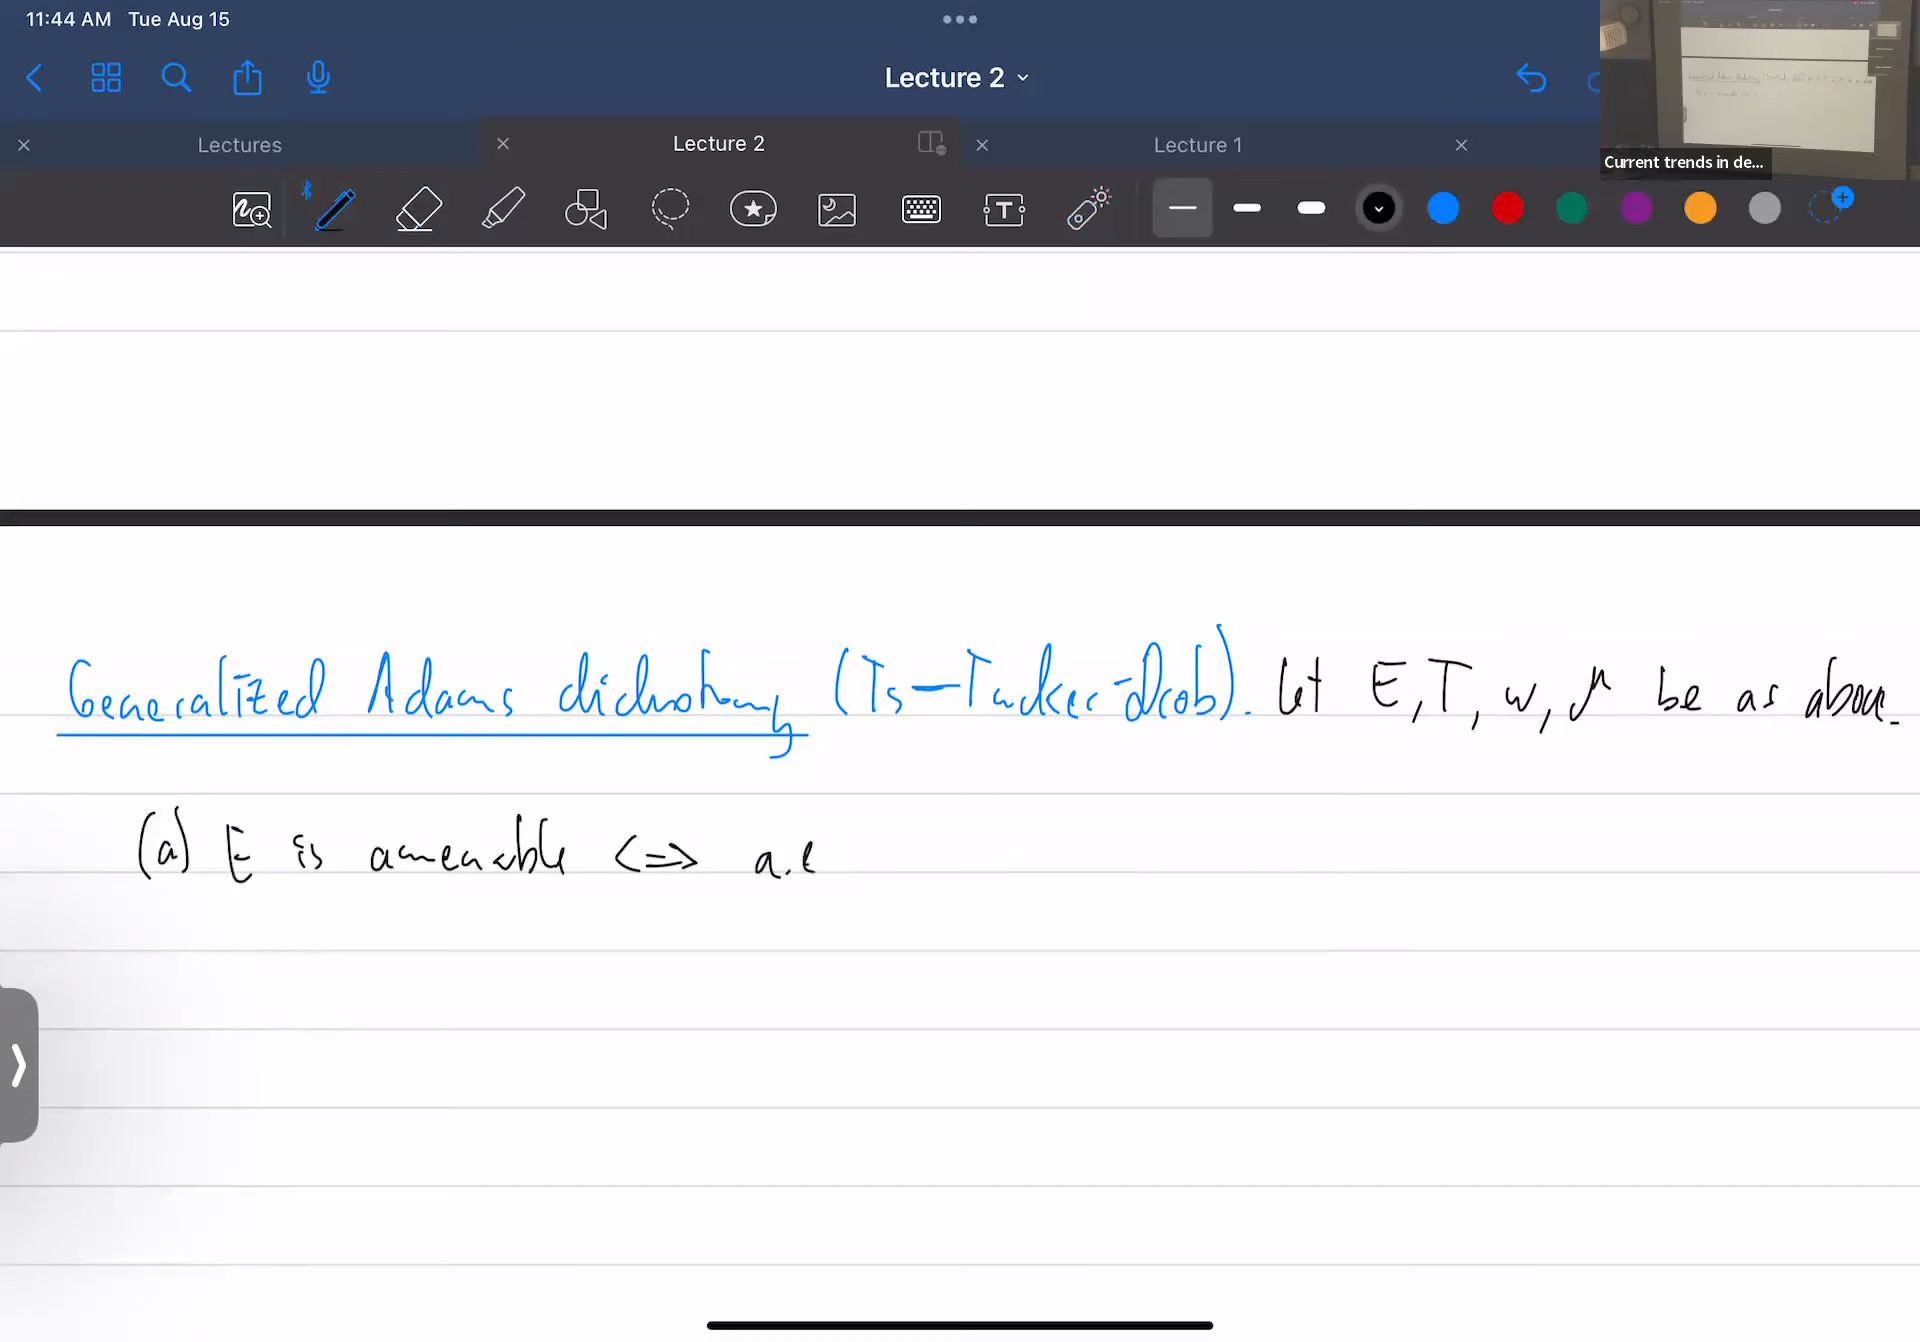 11:44 AM Tue Aug 15
Lecture 2
Lectures
Lecture 2
Lecture 1
Current trends in de...
T
Generalized Adams dichotomy (Ts–Tucker-Drob). Let E, T, w, μ be as above.
(a) E is amenable <=> a.e